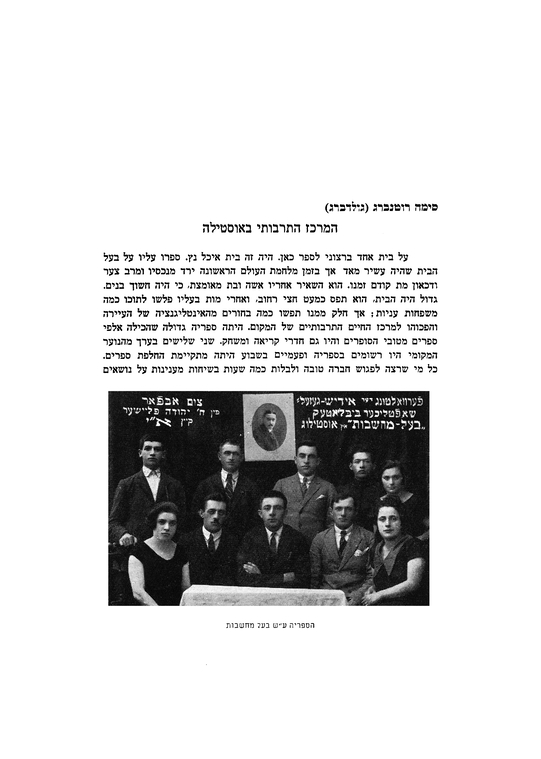 סימה רוטנברג (גולדברג)
המרכז התרבותי באוסטילה
על בית אחד ברצוני לספר כאן. היה זה בית איכל נץ. ספרו עליו על בעל
הבית שהיה עשיר מאד אך בזמן מלחמת העולם הראשונה ירד מנכסיו ומרב צער
ודכאון מת קודם זמנו. הוא השאיר אחריו אשה ובת מאומצת, כי היה חשוך בנים.
גדול היה הבית, הוא תפס כמעט חצי רחוב, ואחרי מות בעליו פלשו לתוכו כמה
משפחות עניות; אך חלק ממנו תפשו כמה בחורים מהאינטליגנציה של העיירה
והפכוהו למרכז החיים התרבותיים של המקום. היתה ספריה גדולה שהכילה אלפי
ספרים מטובי הסופרים והיו גם חדרי קריאה ומשחק. שני שלישים בערך מהנוער
המקומי היו רשומים בספריה ופעמיים בשבוע היתה מתקיימת החלפת ספרים.
כל מי שרצה לפגוש חברה טובה ולבלות כמה שעות בשיחות מענינות על נושאים
פערוואלטונג פ״י אידיש-געזעל״
שאפטליכער ביבליאטעק
„בעל-מחשבות״ אין אוסטילוג
צום אבפאר
פון ח׳ יהודה פליישער
קיין א״י
הספריה ע״ש בעל מחשבות